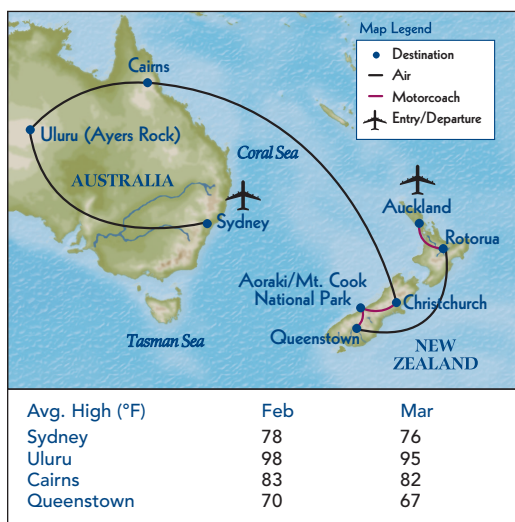 Map Legend
Destination
Air
Motorcoach
Entry/Departure
Cairns
Uluru (Ayers Rock)
Coral Sea
AUSTRALIA
Sydney
Auckland
Rotorua
Aoraki/Mt. Cook
National Park
Christchurch
Queenstown
Tasman Sea
NEW
ZEALAND
Avg. High (°F) Feb Mar
Sydney 78 76
Uluru 98 95
Cairns 83 82
Queenstown 70 67